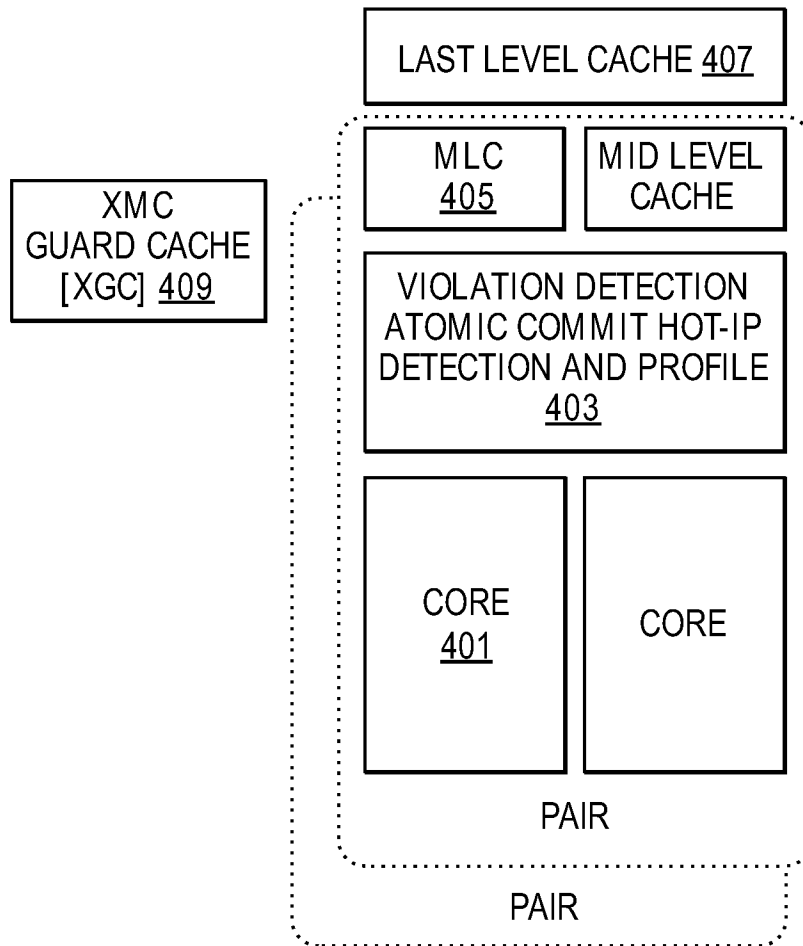 LAST LEVEL CACHE 407
MLC
405
MID LEVEL
CACHE
XMC
GUARD CACHE
[XGC] 409
VIOLATION DETECTION
ATOMIC COMMIT HOT-IP
DETECTION AND PROFILE
403
CORE
401
CORE
PAIR
PAIR